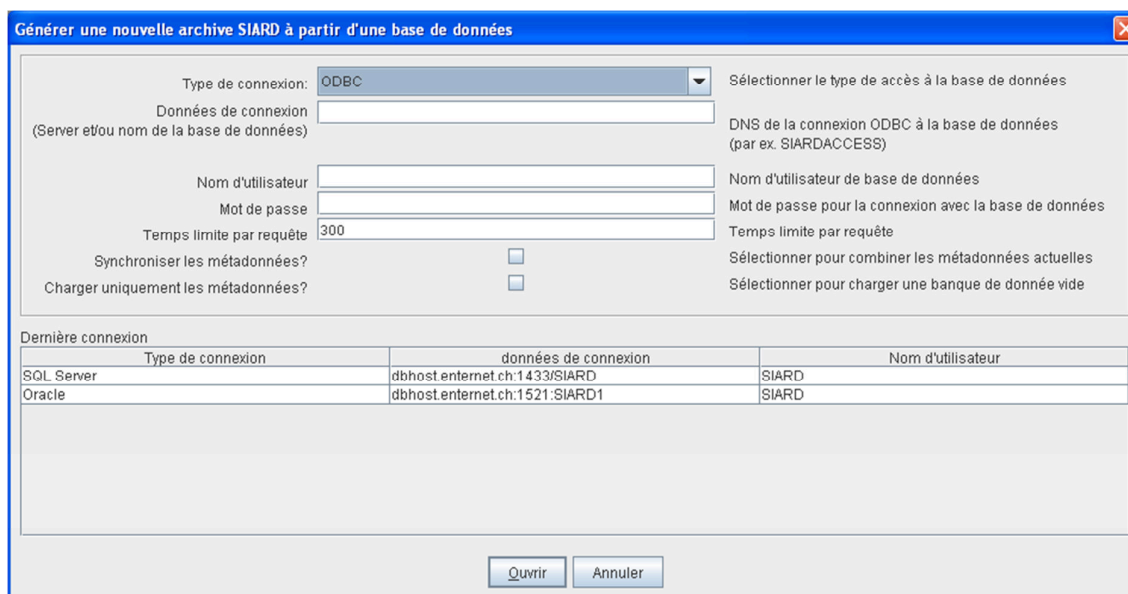 Générer une nouvelle archive SIARD à partir d'une base de données
Type de connexion: ODBC Sélectionner le type de accès à la base de données
Données de connexion
(Server et/ou nom de la base de données)
DNS de la connexion ODBC à la base de données
(par ex. SIARDACCESS)
Nom d'utilisateur Nom d'utilisateur de base de données
Mot de passe Mot de passe pour la connexion avec la base de données
Temps limite par requête 300 Temps limite par requête
Synchroniser les métadonnées? Sélectionner pour combiner les métadonnées actuelles
Charger uniquement les métadonnées? Sélectionner pour charger une banque de donnée vide
Dernière connexion
Type de connexion données de connexion Nom d'utilisateur
SQL Server dbhost.enternet.ch:1433/SIARD SIARD
Oracle dbhost.enternet.ch:1521:SIARD1 SIARD
Ouvrir Annuler